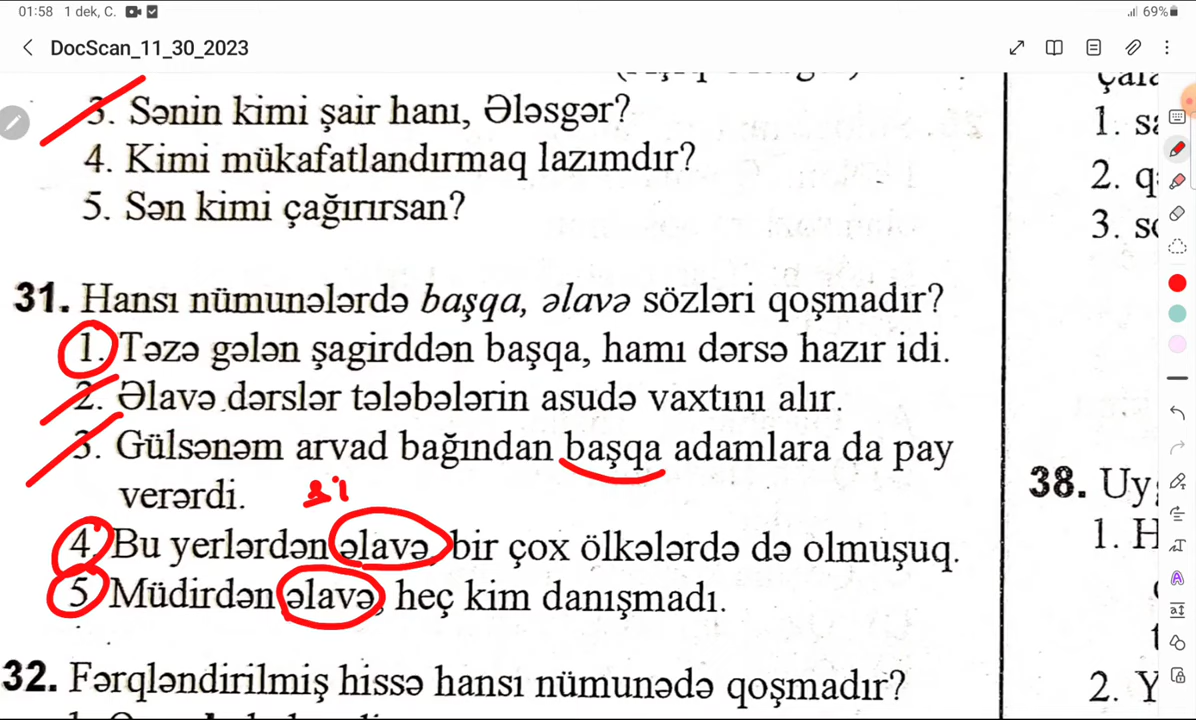 01:58 1 dek, C. 69%
DocScan_11_30_2023
3. Sənin kimi şair hanı, Ələsgər?
4. Kimi mükafatlandırmaq lazımdır?
5. Sən kimi çağırırsan?
31. Hansı nümunələrdə başqa, əlavə sözləri qoşmadır?
1. Təzə gələn şagirddən başqa, hamı dərsə hazır idi.
2. Əlavə dərslər tələbələrin asudə vaxtını alır.
3. Gülsənəm arvad bağından başqa adamlara da pay
verərdi.
4. Bu yerlərdən əlavə, bir çox ölkələrdə də olmuşuq.
5. Müdirdən əlavə, heç kim danışmadı.
32. Fərqləndirilmiş hissə hansı nümunədə qoşmadır?
1. sa
2. q
3. sö
38. Uy
1. H
2. Y